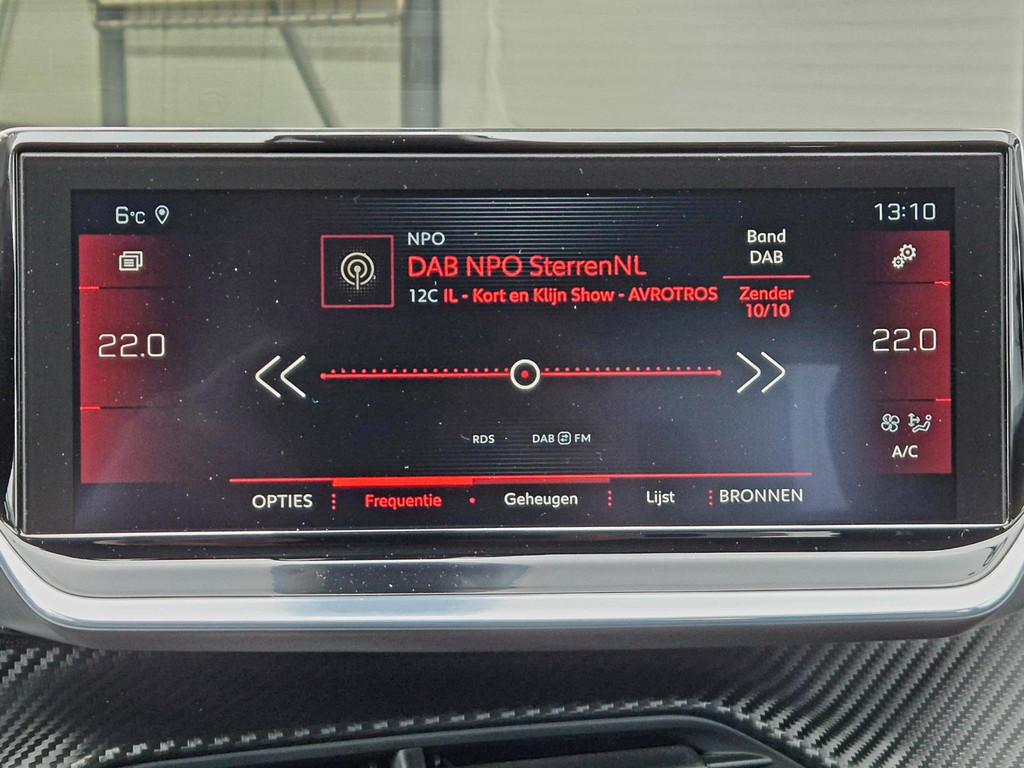 6°C
13:10
NPO
DAB NPO SterrenNL
12C IL - Kort en Klijn Show - AVROTROS
Band
DAB
Zender
10/10
22.0
22.0
RDS
DAB FM
A/C
OPTIES
Frequentie
Geheugen
Lijst
BRONNEN